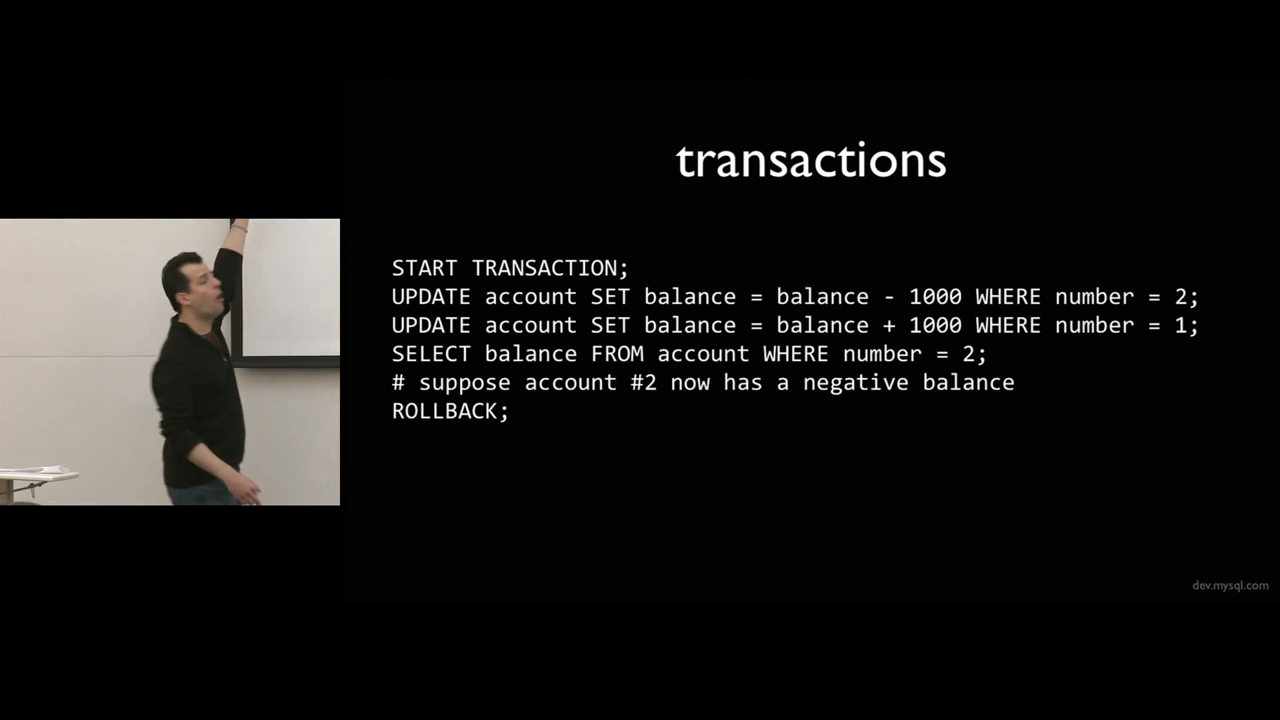 transactions
START TRANSACTION;
UPDATE account SET balance = balance - 1000 WHERE number = 2;
UPDATE account SET balance = balance + 1000 WHERE number = 1;
SELECT balance FROM account WHERE number = 2;
# suppose account #2 now has a negative balance
ROLLBACK;
dev.mysql.com